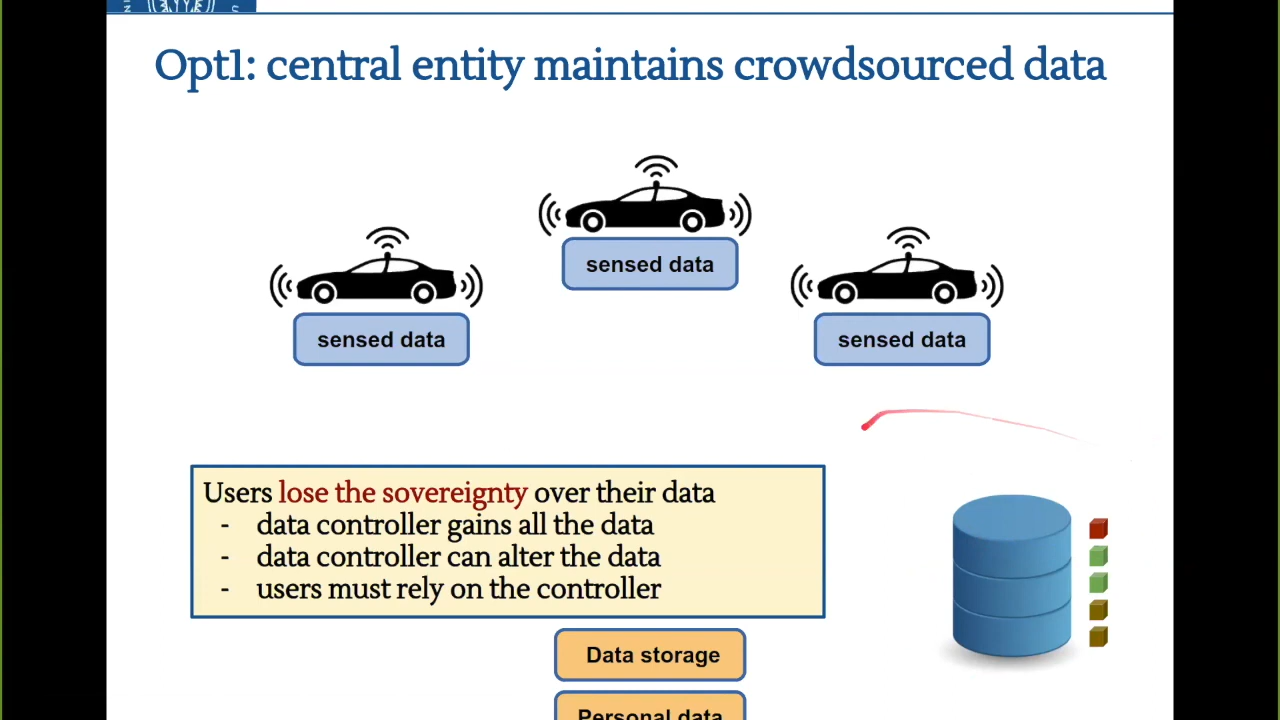 Opt1: central entity maintains crowdsourced data
sensed data
sensed data
sensed data
Users lose the sovereignty over their data
- data controller gains all the data
- data controller can alter the data
- users must rely on the controller
Data storage
Personal data